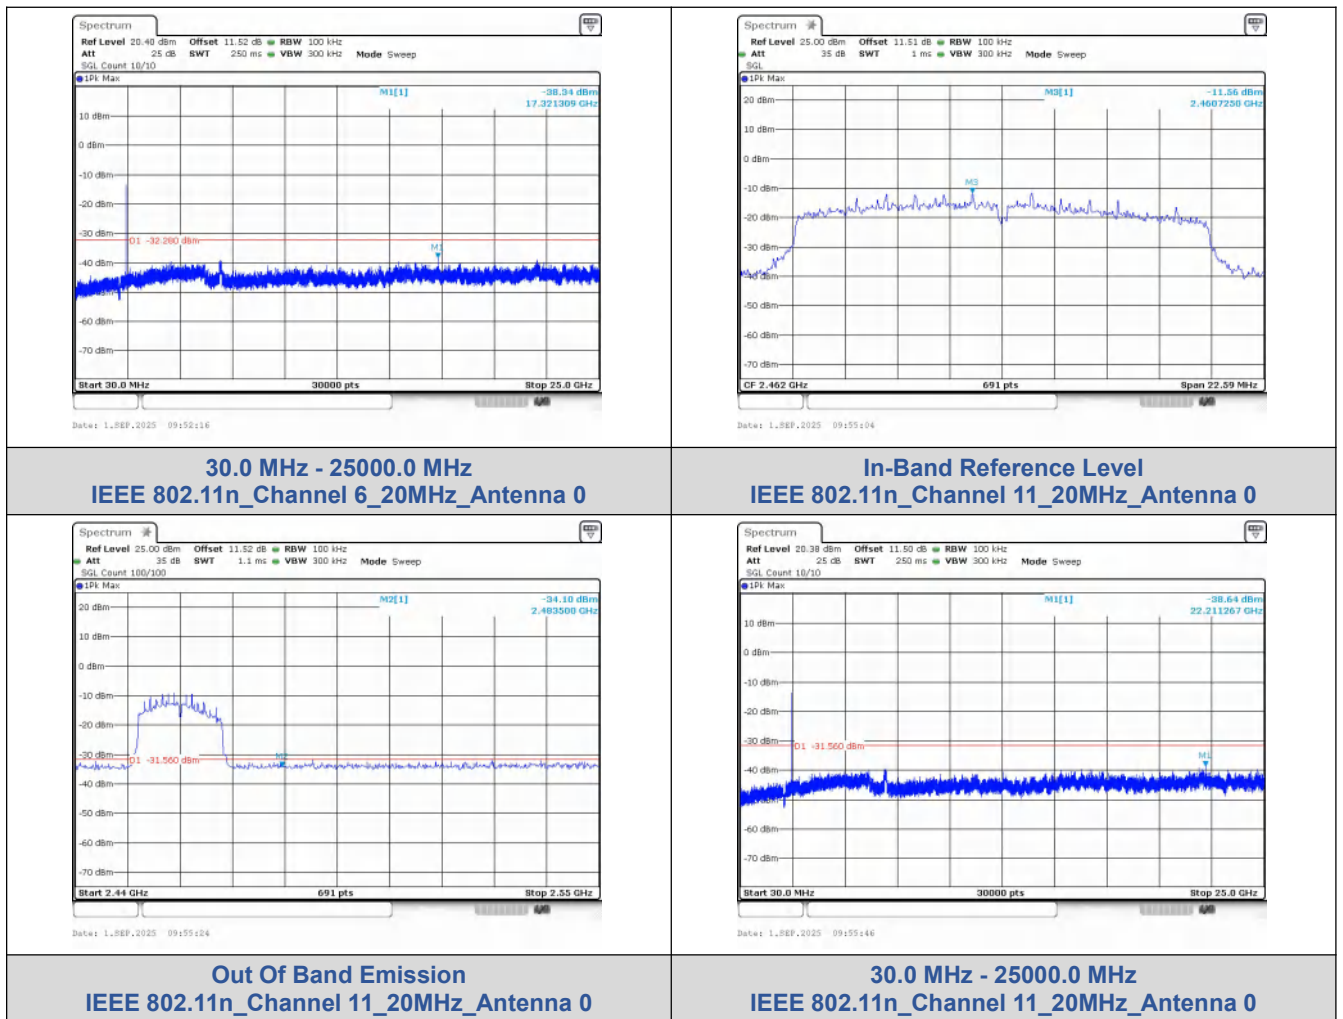 Spectrum
Ref Level 20.40 dBm Offset 11.52 dB RBW 100 kHz
Att 25 dB SWT 250 ms VBW 300 kHz Mode Sweep
SGL Count 10/10
1Pk Max
M1[1] -38.34 dBm
17.321309 GHz
10 dBm
0 dBm
-10 dBm
-20 dBm
-30 dBm
D1 -32.280 dBm
M1
-40 dBm
-60 dBm
-70 dBm
Start 30.0 MHz 30000 pts Stop 25.0 GHz
Date: 1.SEP.2025 09:52:16
30.0 MHz - 25000.0 MHz
IEEE 802.11n_Channel 6_20MHz_Antenna 0
Spectrum
Ref Level 25.00 dBm Offset 11.51 dB RBW 100 kHz
Att 35 dB SWT 1 ms VBW 300 kHz Mode Sweep
SGL
1Pk Max
M3[1] -11.56 dBm
2.4607250 GHz
20 dBm
10 dBm
0 dBm
-10 dBm
M3
-20 dBm
-30 dBm
-40 dBm
-50 dBm
-60 dBm
-70 dBm
CF 2.462 GHz 691 pts Span 22.59 MHz
Date: 1.SEP.2025 09:55:04
In-Band Reference Level
IEEE 802.11n_Channel 11_20MHz_Antenna 0
Spectrum
Ref Level 25.00 dBm Offset 11.52 dB RBW 100 kHz
Att 35 dB SWT 1.1 ms VBW 300 kHz Mode Sweep
SGL Count 100/100
1Pk Max
M2[1] -34.10 dBm
2.483500 GHz
20 dBm
10 dBm
0 dBm
-10 dBm
-20 dBm
-30 dBm
D1 -31.560 dBm
M2
-40 dBm
-50 dBm
-60 dBm
-70 dBm
Start 2.44 GHz 691 pts Stop 2.55 GHz
Date: 1.SEP.2025 09:55:24
Out Of Band Emission
IEEE 802.11n_Channel 11_20MHz_Antenna 0
Spectrum
Ref Level 20.38 dBm Offset 11.50 dB RBW 100 kHz
Att 25 dB SWT 250 ms VBW 300 kHz Mode Sweep
SGL Count 10/10
1Pk Max
M1[1] -38.64 dBm
22.211267 GHz
10 dBm
0 dBm
-10 dBm
-20 dBm
-30 dBm
D1 -31.560 dBm
M1
-40 dBm
-60 dBm
-70 dBm
Start 30.0 MHz 30000 pts Stop 25.0 GHz
Date: 1.SEP.2025 09:55:46
30.0 MHz - 25000.0 MHz
IEEE 802.11n_Channel 11_20MHz_Antenna 0